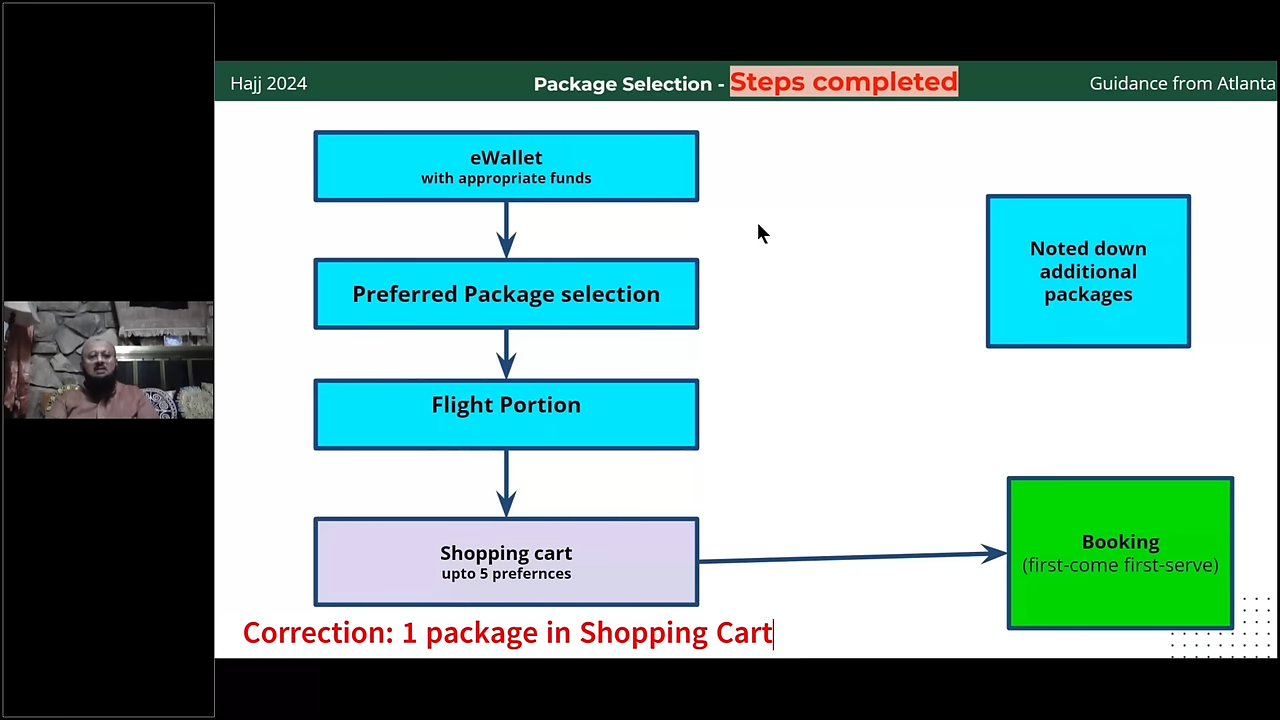 Hajj 2024
Package Selection - Steps completed
Guidance from Atlanta
eWallet
with appropriate funds
Preferred Package selection
Flight Portion
Shopping cart
upto 5 prefernces
Noted down
additional
packages
Booking
(first-come first-serve)
Correction: 1 package in Shopping Cart